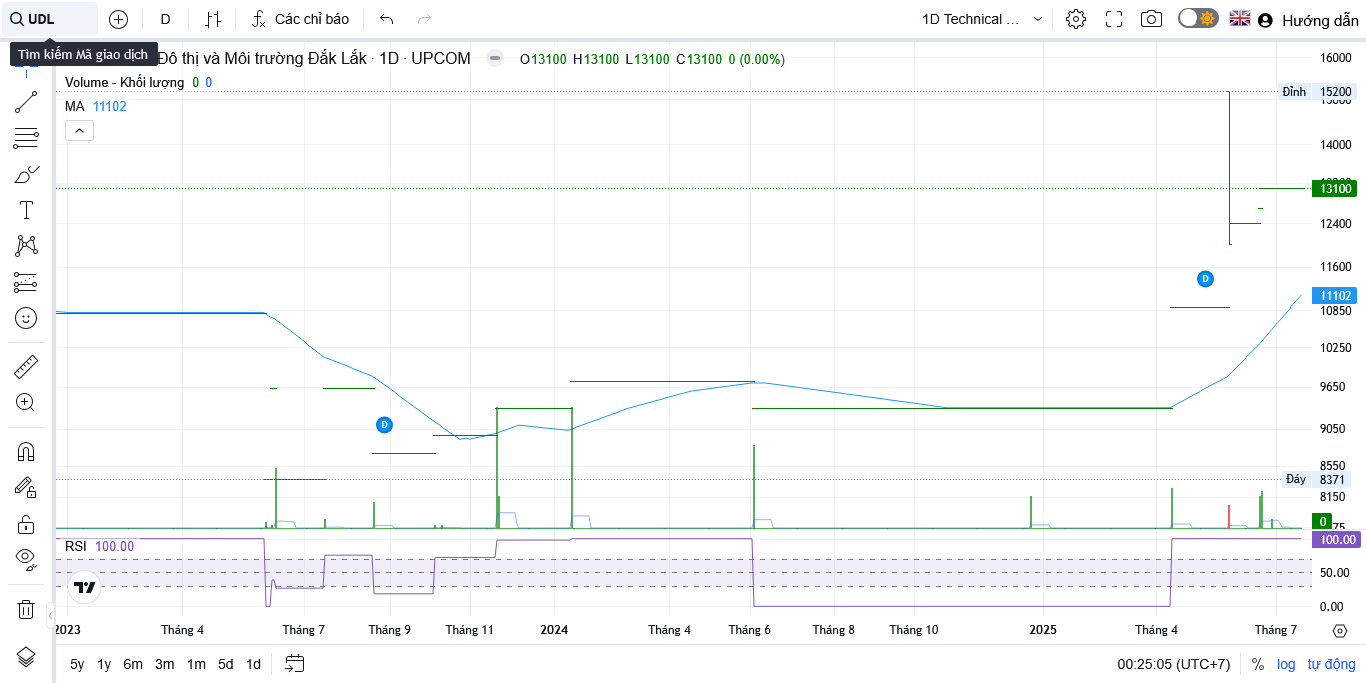 UDL
D
Các chỉ báo
1D Technical ...
Hướng dẫn
Tìm kiếm Mã giao dịch
Đô thị và Môi trường Đắk Lắk · 1D · UPCOM
O13100 H13100 L13100 C13100 0 (0.00%)
Volume - Khối lượng 0 0
MA 11102
16000
Đỉnh 15200
15000
14000
13100
12400
11600
11102
10850
10250
9650
9050
8550
Đáy 8371
8150
0
75
D
D
RSI 100.00
100.00
50.00
0.00
2023
Tháng 4
Tháng 7
Tháng 9
Tháng 11
2024
Tháng 4
Tháng 6
Tháng 8
Tháng 10
2025
Tháng 4
Tháng 7
5y 1y 6m 3m 1m 5d 1d
00:25:05 (UTC+7)
% log tự động